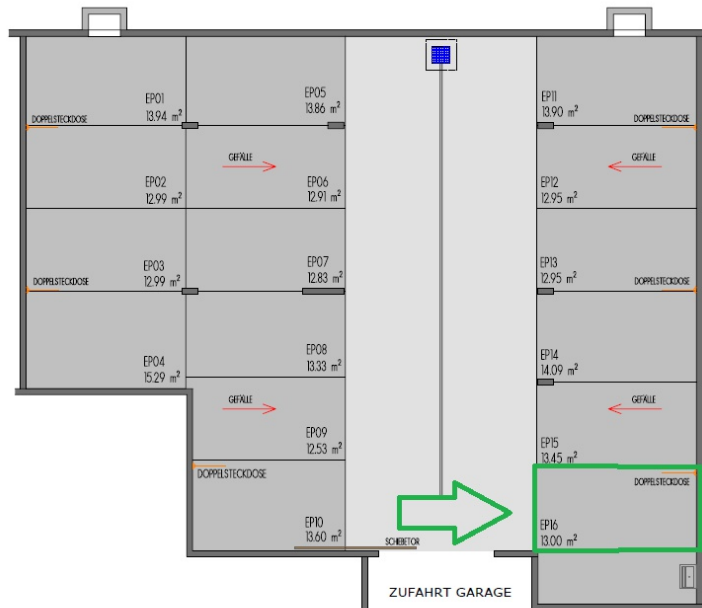 EP01
13.94 m²
EP05
13.86 m²
EP11
13.90 m²
DOPPELSTECKDOSE
DOPPELSTECKDOSE
GEFÄLLE
GEFÄLLE
EP02
12.99 m²
EP06
12.91 m²
EP12
12.95 m²
EP03
12.99 m²
EP07
12.83 m²
EP13
12.95 m²
DOPPELSTECKDOSE
DOPPELSTECKDOSE
EP04
15.29 m²
EP08
13.33 m²
EP14
14.09 m²
GEFÄLLE
GEFÄLLE
EP09
12.53 m²
EP15
13.45 m²
DOPPELSTECKDOSE
DOPPELSTECKDOSE
EP10
13.60 m²
SCHIEBETOR
EP16
13.00 m²
ZUFAHRT GARAGE